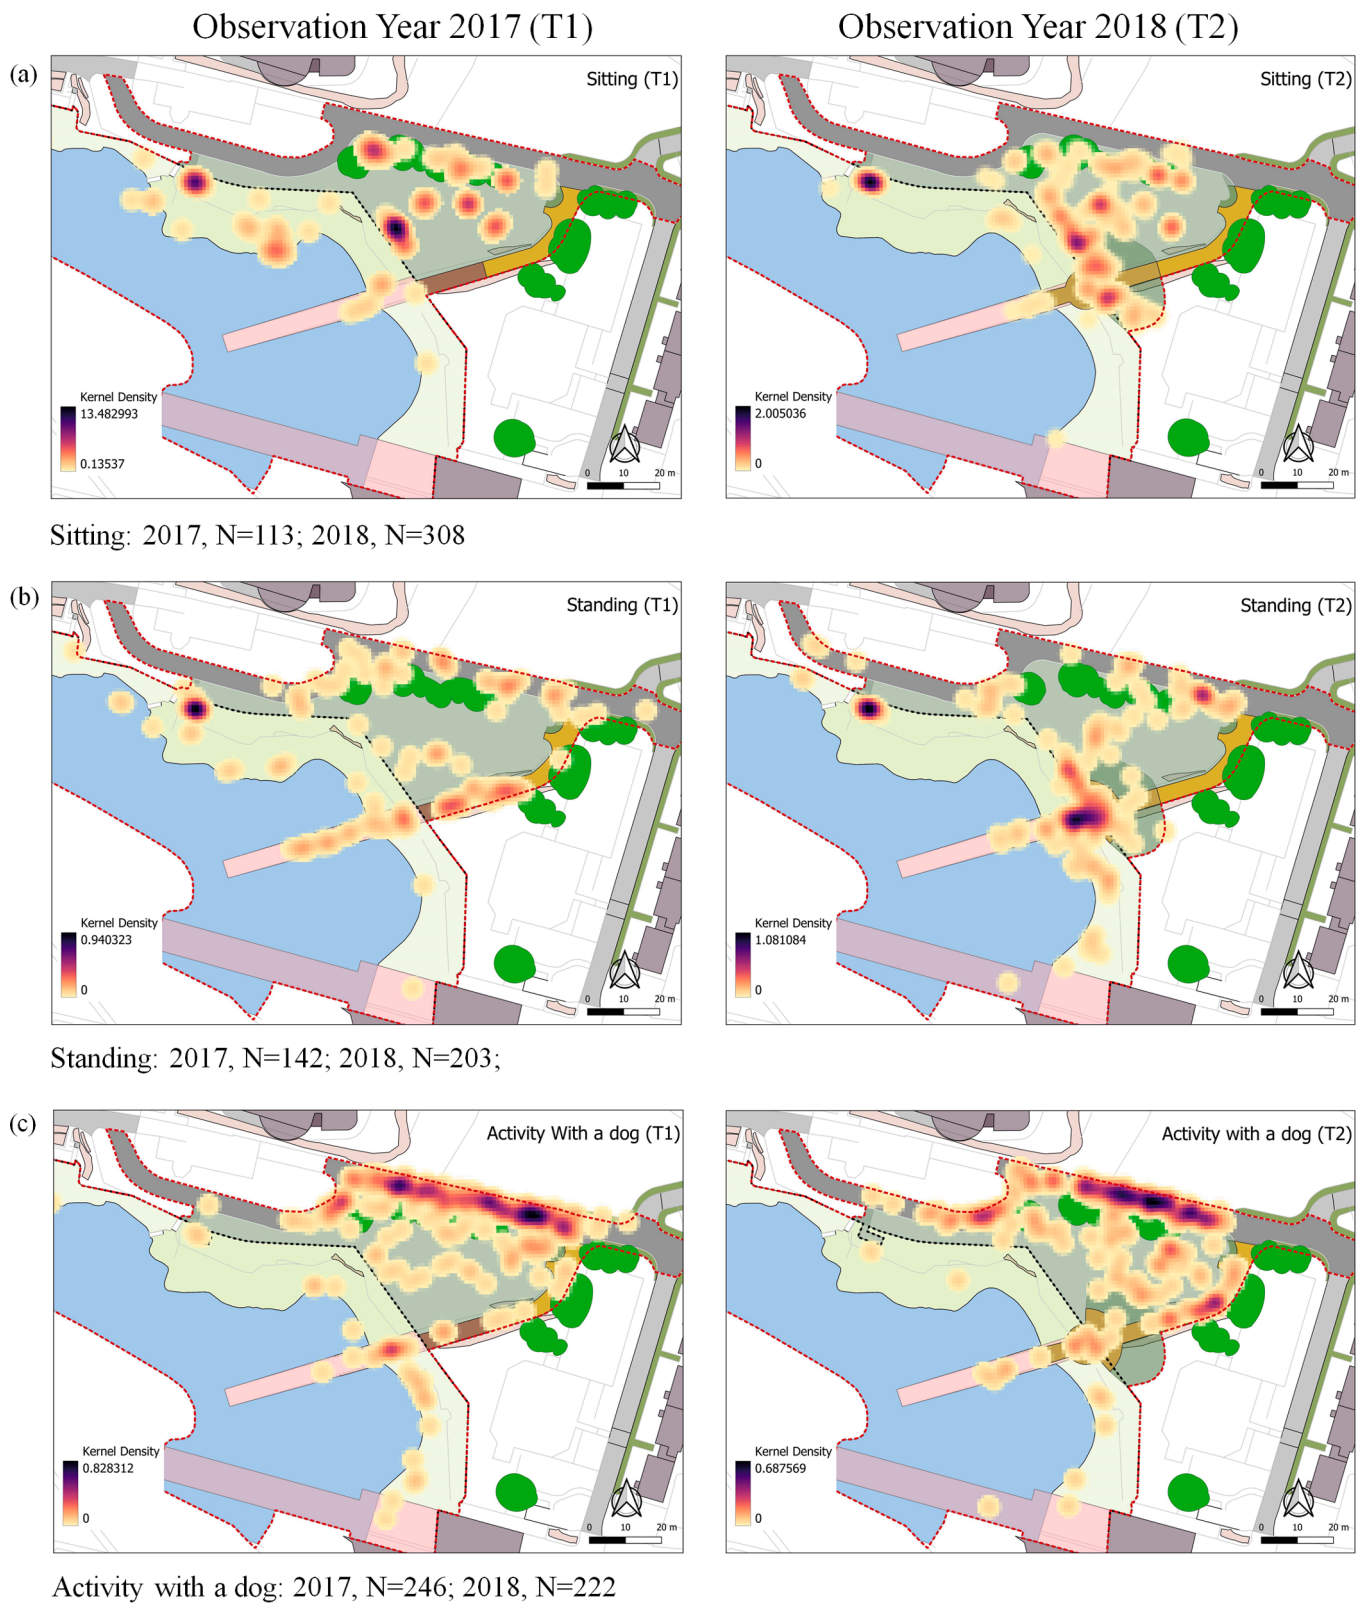 Observation Year 2017 (T1)
Observation Year 2018 (T2)
(a)
Sitting (T1)
Kernel Density
13.482993
0.13537
0 10 20 m
Sitting (T2)
Kernel Density
2.005036
0
0 10 20 m
Sitting: 2017, N=113; 2018, N=308
(b)
Standing (T1)
Kernel Density
0.940323
0
0 10 20 m
Standing (T2)
Kernel Density
1.081084
0
0 10 20 m
Standing: 2017, N=142; 2018, N=203;
(c)
Activity With a dog (T1)
Kernel Density
0.828312
0
0 10 20 m
Activity with a dog (T2)
Kernel Density
0.687569
0
0 10 20 m
Activity with a dog: 2017, N=246; 2018, N=222